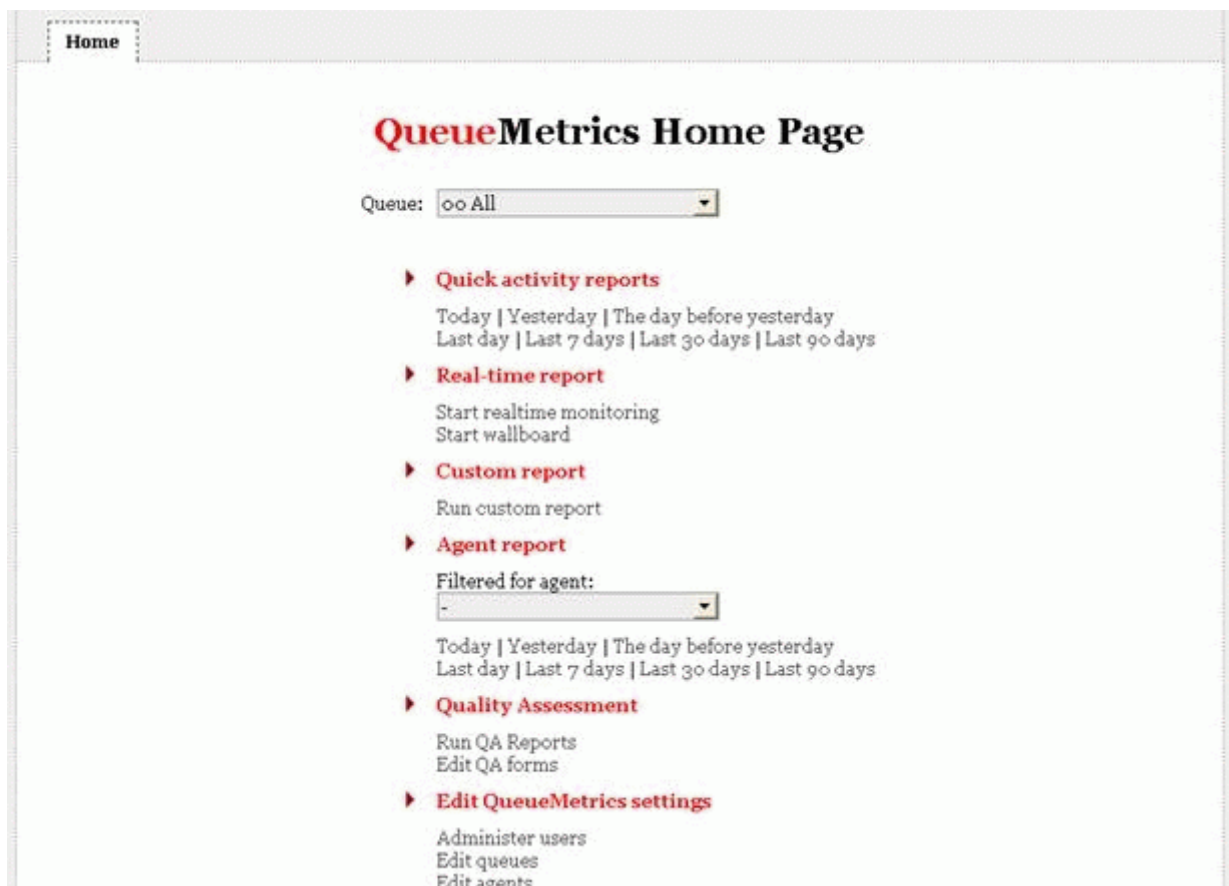 Home
QueueMetrics Home Page
Queue: 00 All
Quick activity reports
Today | Yesterday | The day before yesterday
Last day | Last 7 days | Last 30 days | Last 90 days
Real-time report
Start realtime monitoring
Start wallboard
Custom report
Run custom report
Agent report
Filtered for agent:
-
Today | Yesterday | The day before yesterday
Last day | Last 7 days | Last 30 days | Last 90 days
Quality Assessment
Run QA Reports
Edit QA forms
Edit QueueMetrics settings
Administer users
Edit queues
Edit agents